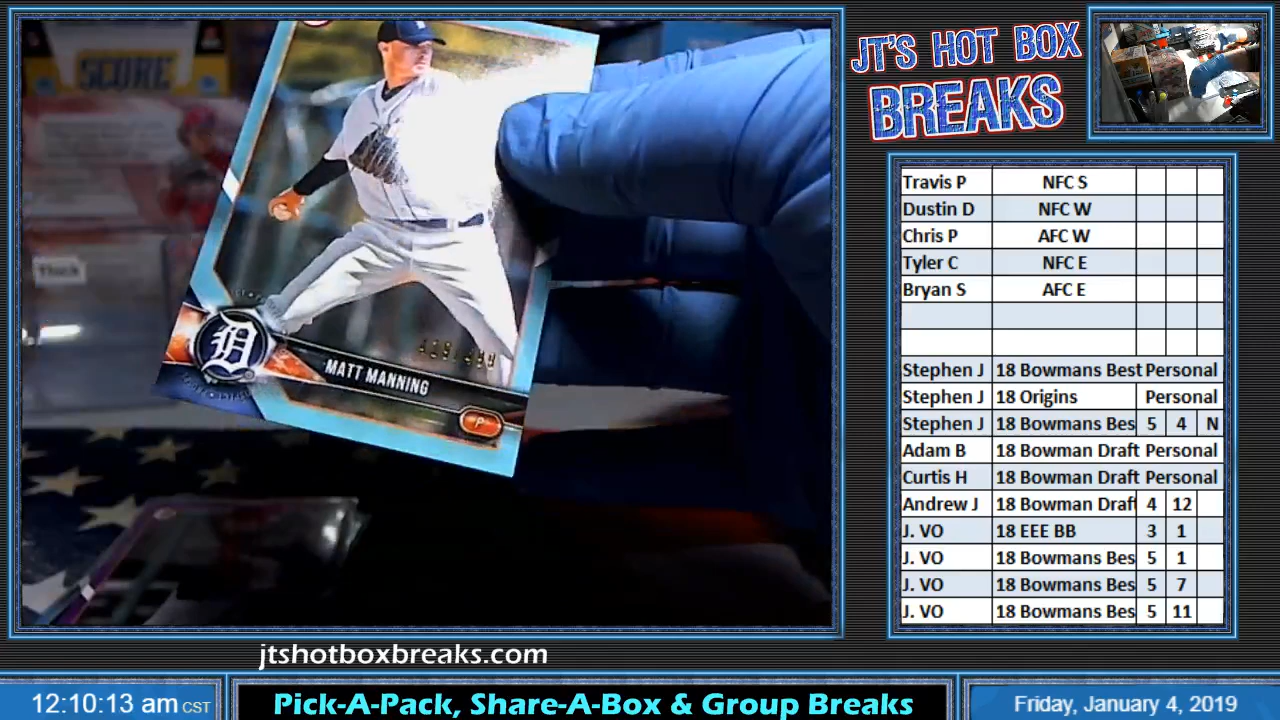 SCORE
MATT MANNING
P
JT'S HOT BOX
BREAKS
Travis P NFC S
Dustin D NFC W
Chris P AFC W
Tyler C NFC E
Bryan S AFC E
Stephen J 18 Bowmans Best Personal
Stephen J 18 Origins Personal
Stephen J 18 Bowmans Bes 5 4 N
Adam B 18 Bowman Draft Personal
Curtis H 18 Bowman Draft Personal
Andrew J 18 Bowman Draft 4 12
J. VO 18 EEE BB 3 1
J. VO 18 Bowmans Bes 5 1
J. VO 18 Bowmans Bes 5 7
J. VO 18 Bowmans Bes 5 11
jtshotboxbreaks.com
12:10:13 am CST
Pick-A-Pack, Share-A-Box & Group Breaks
Friday, January 4, 2019